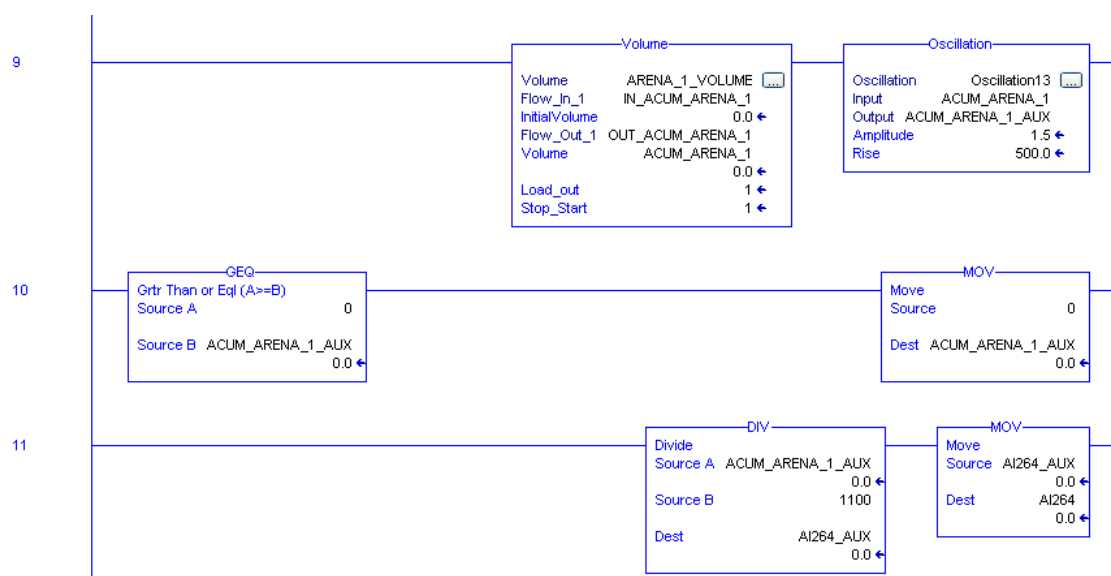 9
Volume
Volume ARENA_1_VOLUME ...
Flow_In_1 IN_ACUM_ARENA_1
InitialVolume 0.0
Flow_Out_1 OUT_ACUM_ARENA_1
Volume ACUM_ARENA_1
0.0
Load_out 1
Stop_Start 1
Oscillation
Oscillation Oscillation13 ...
Input ACUM_ARENA_1
Output ACUM_ARENA_1_AUX
Amplitude 1.5
Rise 500.0
10
GEQ
Grtr Than or Eql (A>=B)
Source A 0
Source B ACUM_ARENA_1_AUX
0.0
MOV
Move
Source 0
Dest ACUM_ARENA_1_AUX
0.0
11
DIV
Divide
Source A ACUM_ARENA_1_AUX
0.0
Source B 1100
Dest AI264_AUX
0.0
MOV
Move
Source AI264_AUX
0.0
Dest AI264
0.0